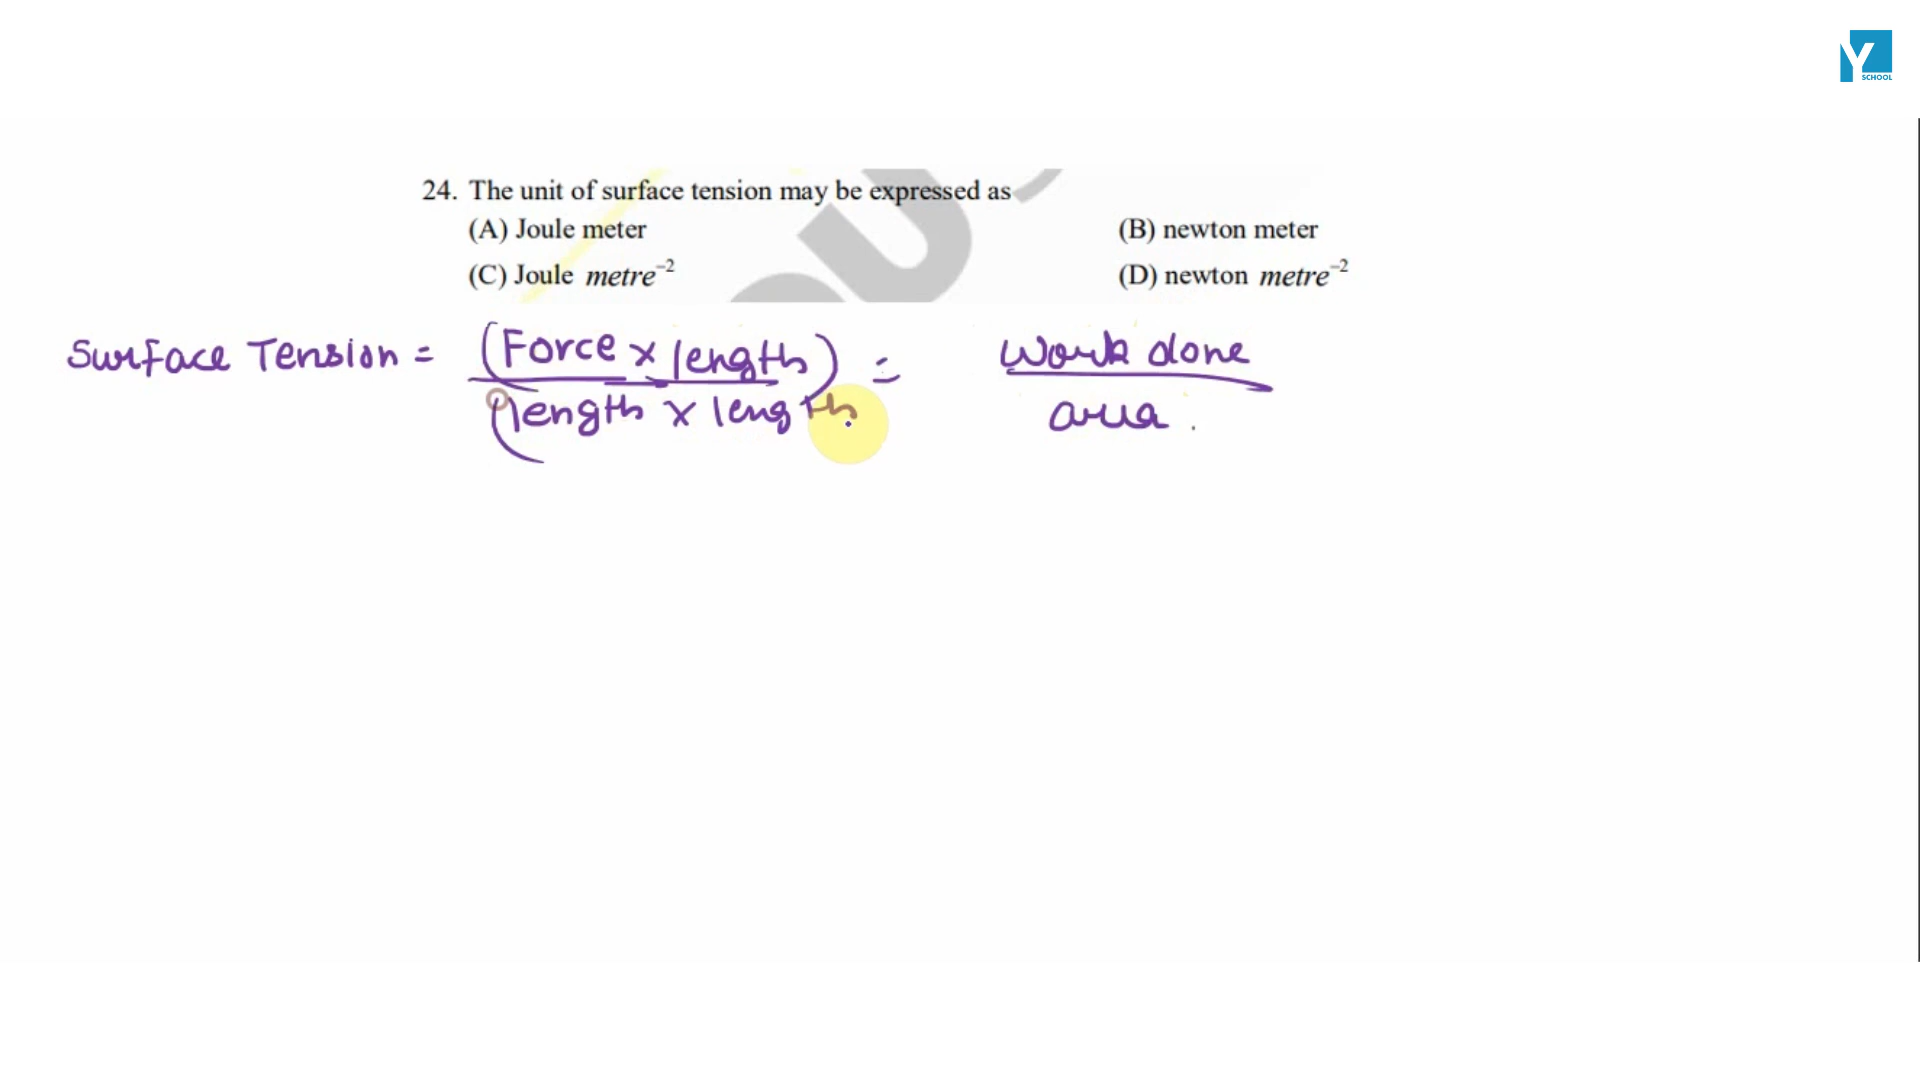 Y SCHOOL
24. The unit of surface tension may be expressed as
(A) Joule meter (B) newton meter
(C) Joule metre⁻² (D) newton metre⁻²
Surface Tension = (Force × length) = Work done
(length × length area.